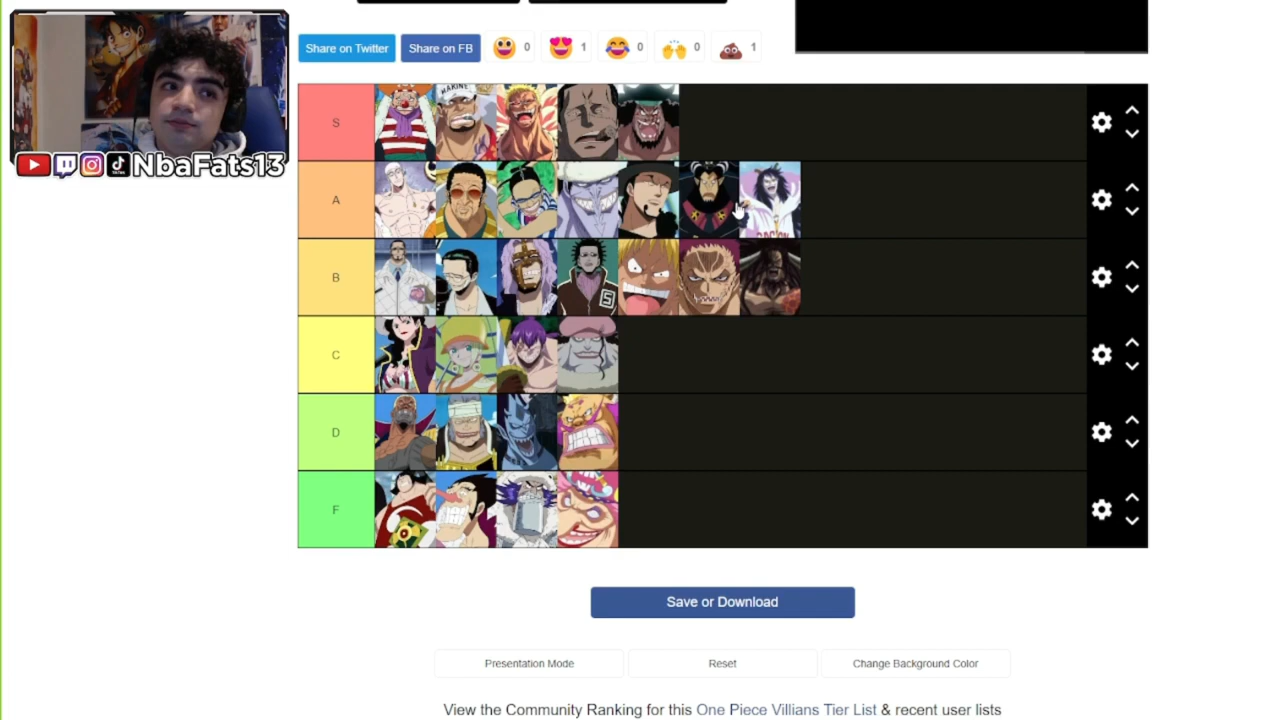 Share on Twitter
Share on FB
0
1
0
0
1
NbaFats13
S
MARINE
A
B
S
C
D
F
Save or Download
Presentation Mode
Reset
Change Background Color
View the Community Ranking for this One Piece Villians Tier List & recent user lists